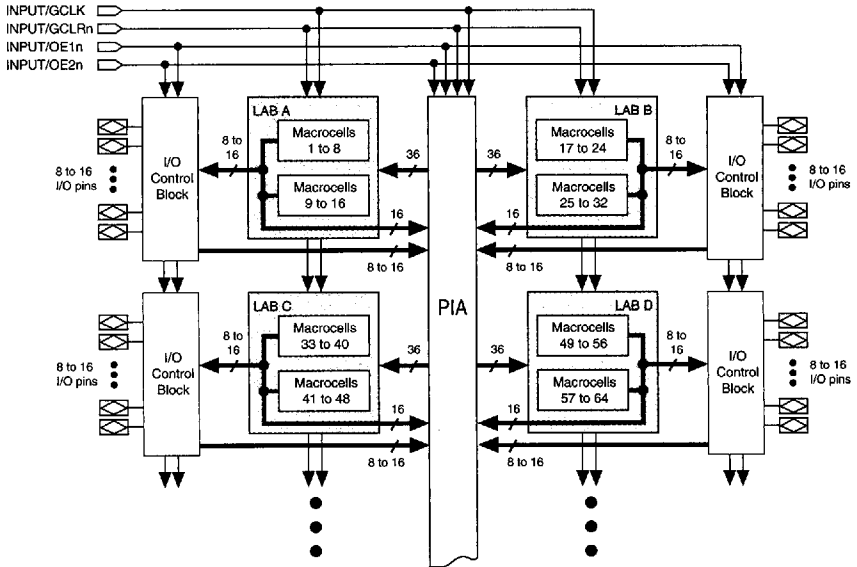 INPUT/GCLK
INPUT/GCLRn
INPUT/OE1n
INPUT/OE2n
LAB A
Macrocells
1 to 8
Macrocells
9 to 16
8 to
16
36
16
8 to 16
I/O
Control
Block
8 to 16
I/O pins
LAB B
Macrocells
17 to 24
Macrocells
25 to 32
8 to
16
36
16
8 to 16
I/O
Control
Block
8 to 16
I/O pins
PIA
LAB C
Macrocells
33 to 40
Macrocells
41 to 48
8 to
16
36
16
8 to 16
I/O
Control
Block
8 to 16
I/O pins
LAB D
Macrocells
49 to 56
Macrocells
57 to 64
8 to
16
36
16
8 to 16
I/O
Control
Block
8 to 16
I/O pins